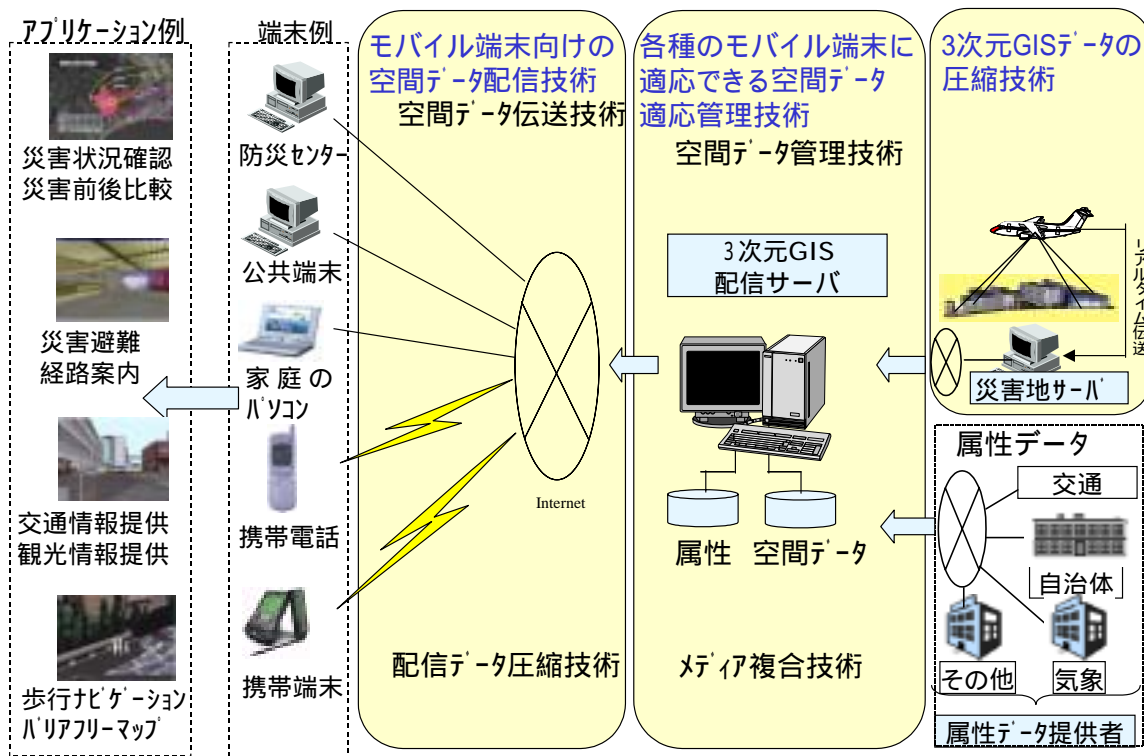 アプリケーション例
災害状況確認
災害前後比較
災害避難
経路案内
交通情報提供
観光情報提供
歩行ナビゲーション
バリアフリーマップ
端末例
防災センター
公共端末
家庭の
パソコン
携帯電話
携帯端末
モバイル端末向けの
空間データ配信技術
空間データ伝送技術
Internet
配信データ圧縮技術
各種のモバイル端末に
適応できる空間データ
適応管理技術
空間データ管理技術
3次元GIS
配信サーバ
属性 空間データ
メディア複合技術
3次元GISデータの
圧縮技術
リアルタイム伝送
災害地サーバ
属性データ
交通
自治体
その他 気象
属性データ提供者